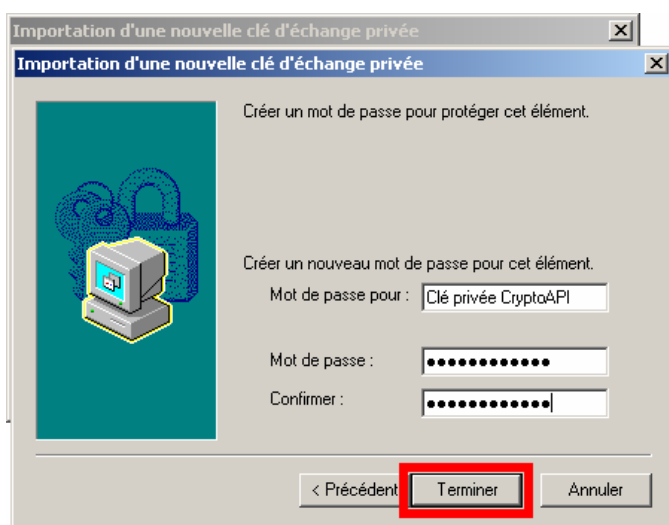 Importation d'une nouvelle clé d'échange privée
Importation d'une nouvelle clé d'échange privée
Créer un mot de passe pour protéger cet élément.
Créer un nouveau mot de passe pour cet élément.
Mot de passe pour : Clé privée CryptoAPI
Mot de passe : ●●●●●●●●●●●●
Confirmer : ●●●●●●●●●●●●
< Précédent Terminer Annuler